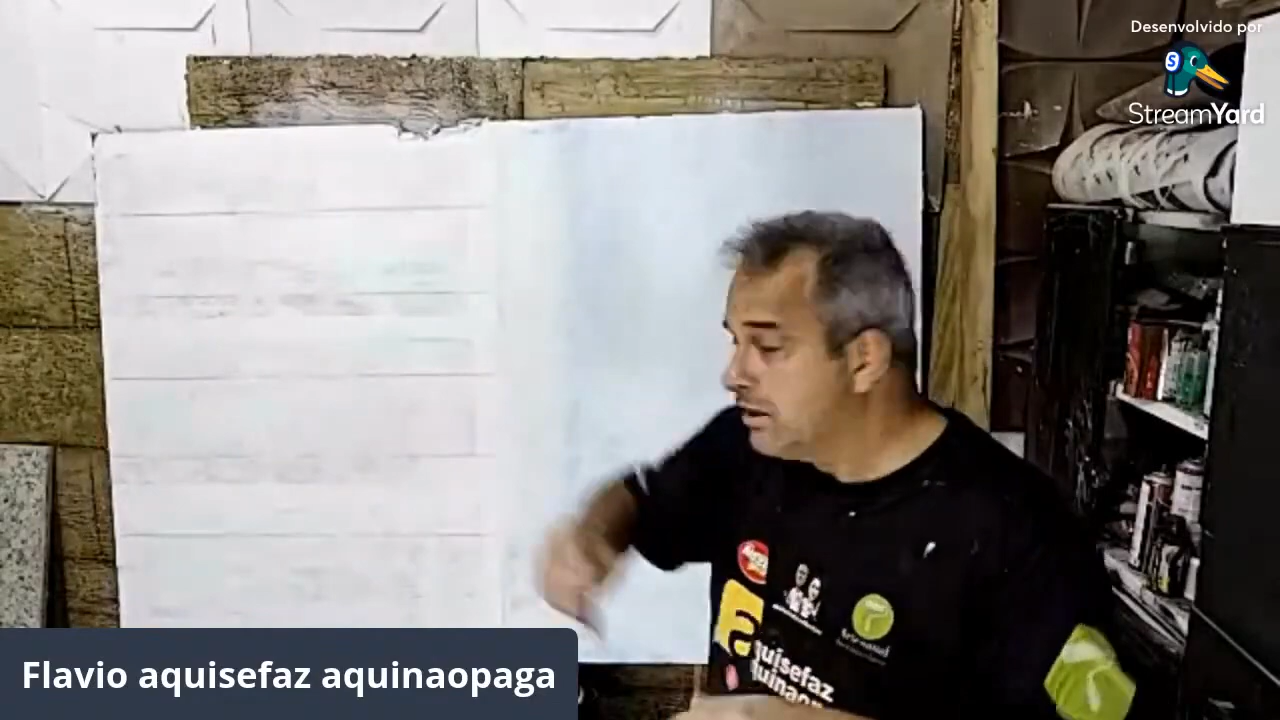 Desenvolvido por
StreamYard
aquisefaz
Flavio aquisefaz aquinaopaga